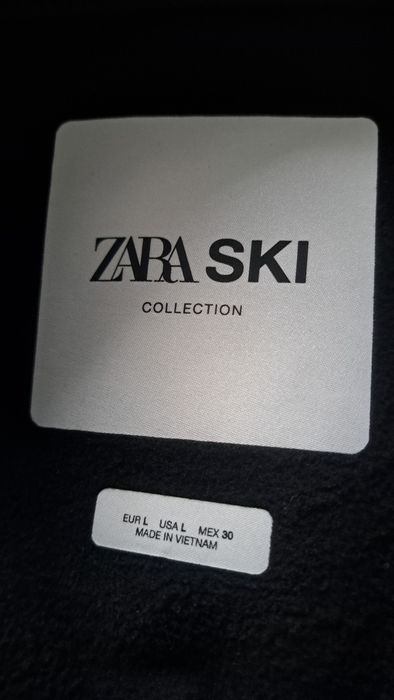 ZARA SKI
COLLECTION
EUR L USA L MEX 30
MADE IN VIETNAM